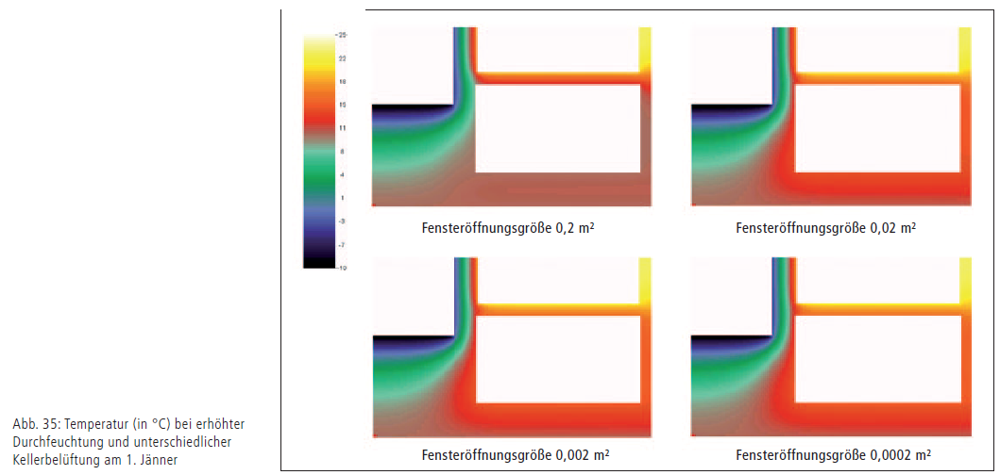 25
22
18
15
11
8
4
1
-3
-7
-10
Fensteröffnungsgröße 0,2 m²
Fensteröffnungsgröße 0,02 m²
Fensteröffnungsgröße 0,002 m²
Fensteröffnungsgröße 0,0002 m²
Abb. 35: Temperatur (in °C) bei erhöhter
Durchfeuchtung und unterschiedlicher
Kellerbelüftung am 1. Jänner